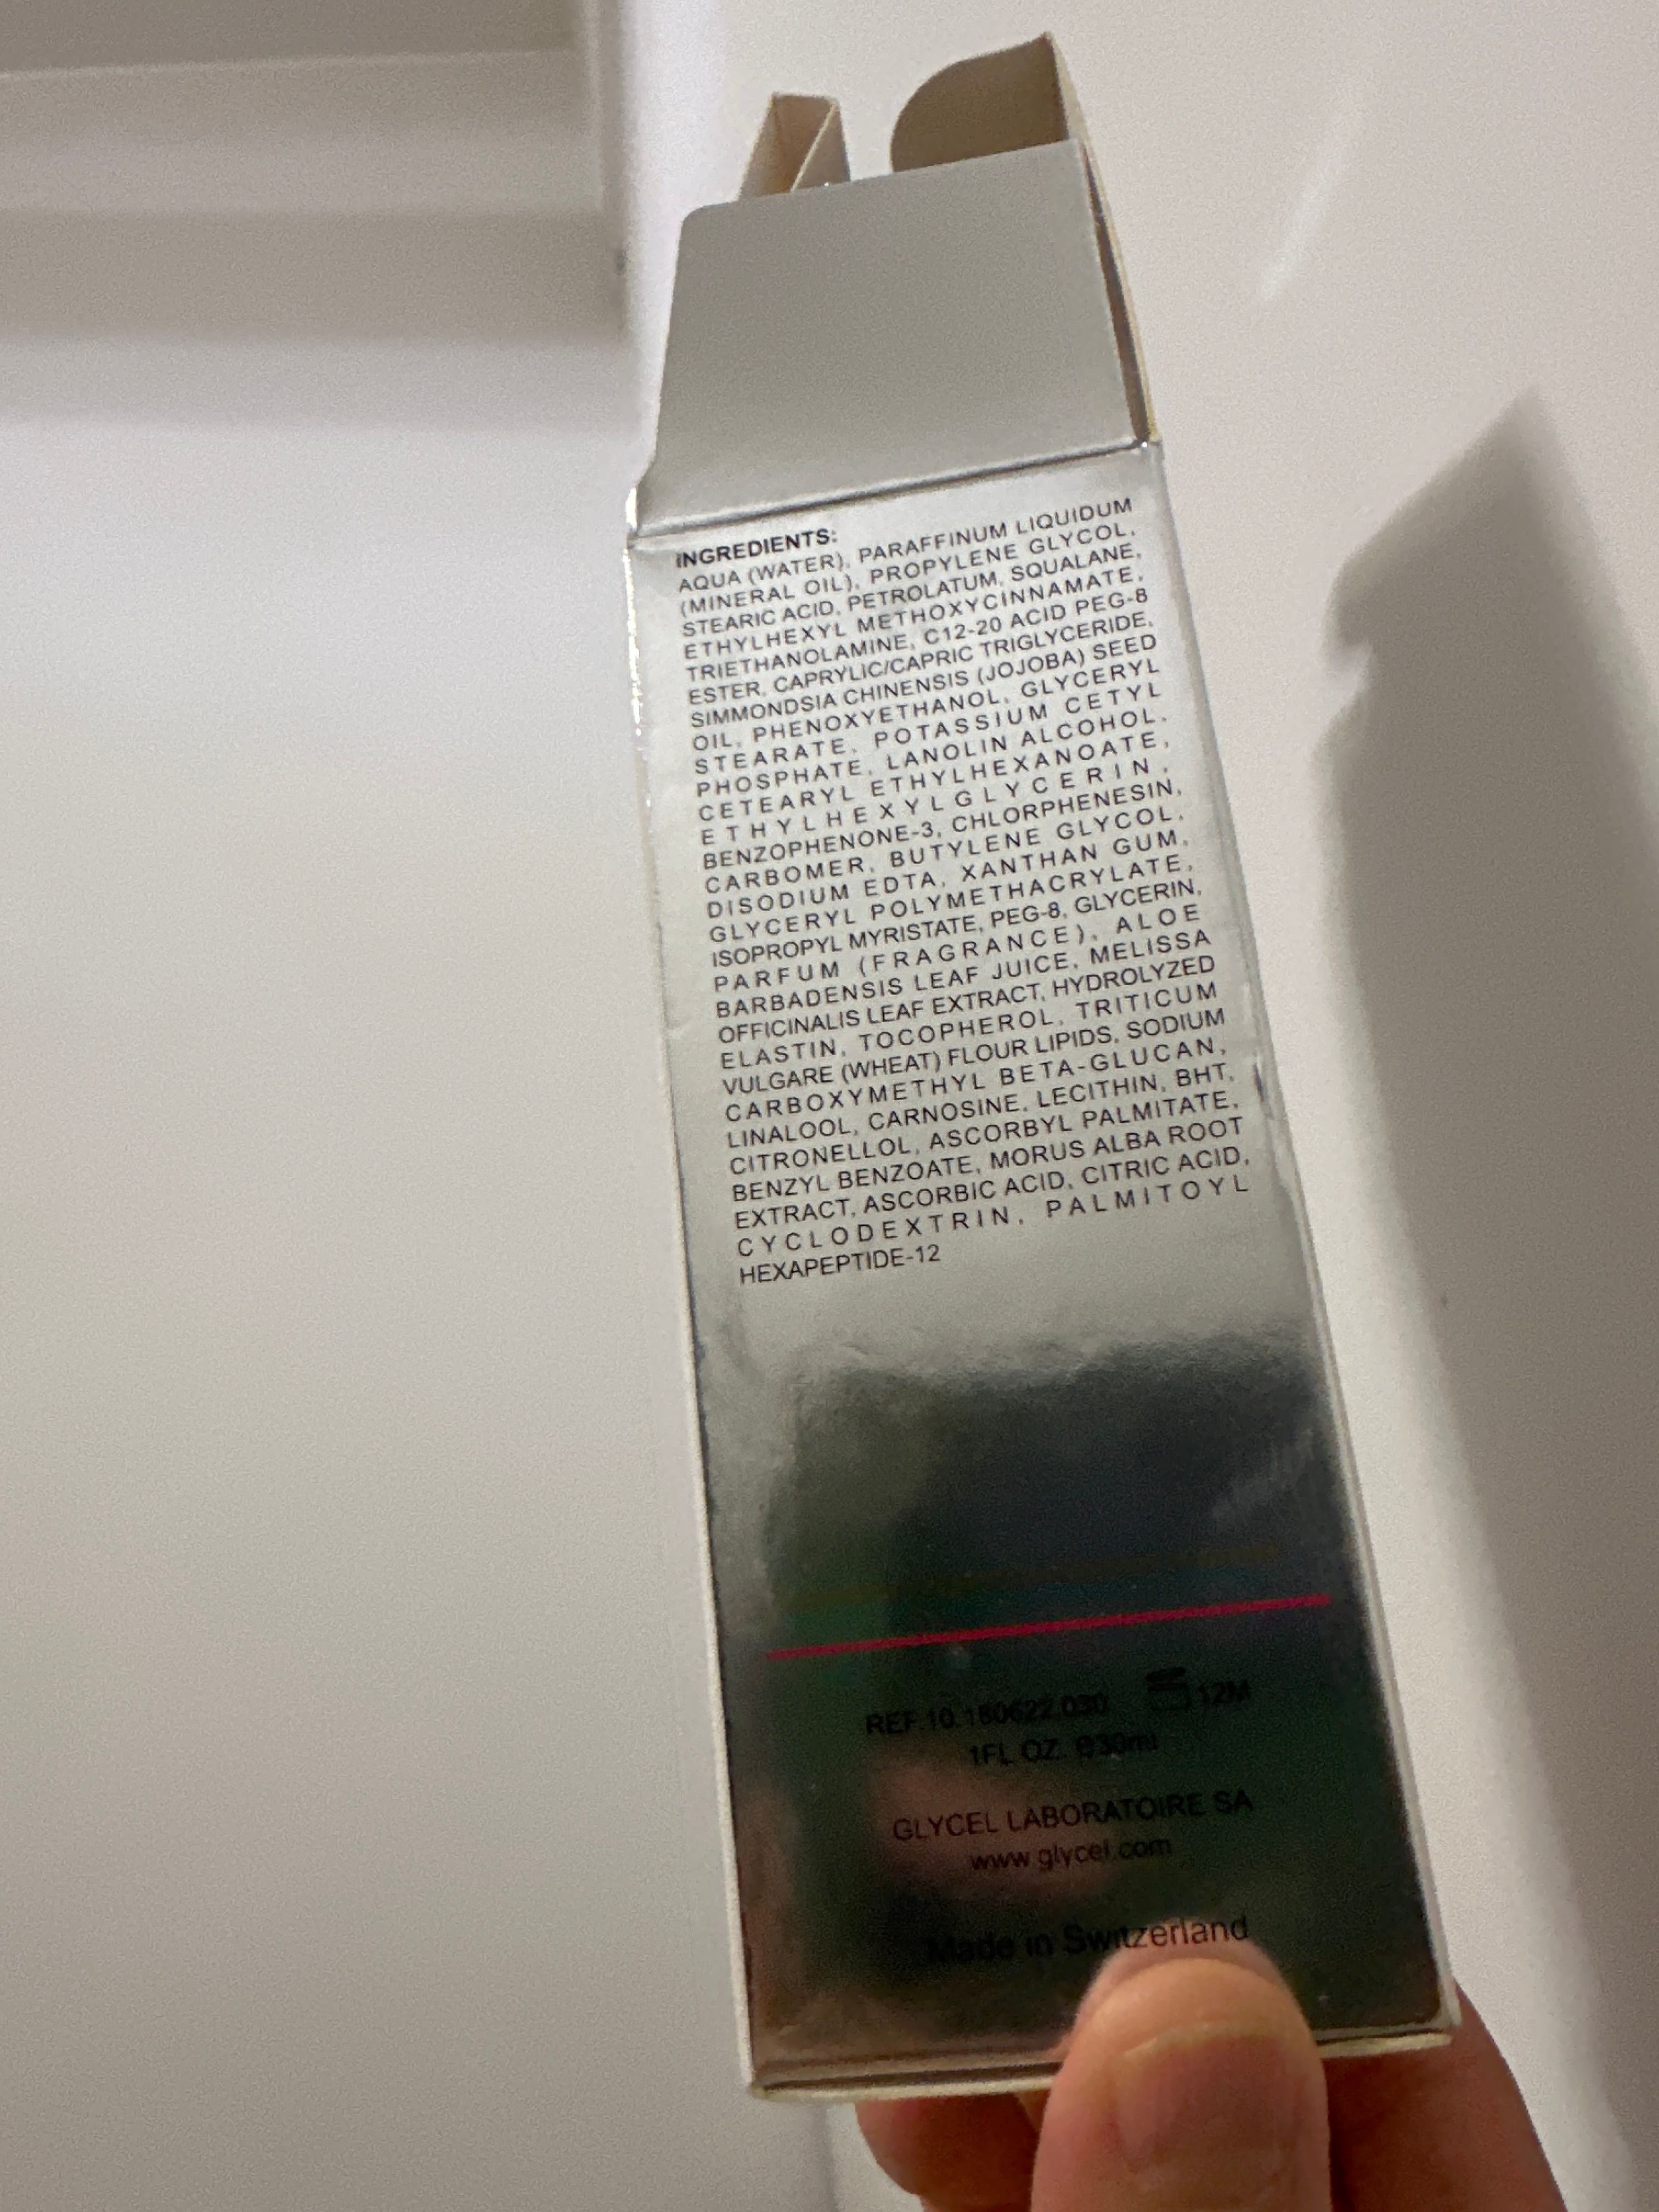 INGREDIENTS:
AQUA (WATER), PARAFFINUM LIQUIDUM
(MINERAL OIL), PROPYLENE GLYCOL,
STEARIC ACID, PETROLATUM, SQUALANE,
ETHYLHEXYL METHOXYCINNAMATE,
TRIETHANOLAMINE, C12-20 ACID PEG-8
ESTER, CAPRYLIC/CAPRIC TRIGLYCERIDE,
SIMMONDSIA CHINENSIS (JOJOBA) SEED
OIL, PHENOXYETHANOL, GLYCERYL
STEARATE, POTASSIUM CETYL
PHOSPHATE, LANOLIN ALCOHOL,
CETEARYL ETHYLHEXANOATE,
ETHYLHEXYLGLYCERIN,
BENZOPHENONE-3, CHLORPHENESIN,
CARBOMER, BUTYLENE GLYCOL,
DISODIUM EDTA, XANTHAN GUM,
GLYCERYL POLYMETHACRYLATE,
ISOPROPYL MYRISTATE, PEG-8, GLYCERIN,
PARFUM (FRAGRANCE), ALOE
BARBADENSIS LEAF JUICE, MELISSA
OFFICINALIS LEAF EXTRACT, HYDROLYZED
ELASTIN, TOCOPHEROL, TRITICUM
VULGARE (WHEAT) FLOUR LIPIDS, SODIUM
CARBOXYMETHYL BETA-GLUCAN,
LINALOOL, CARNOSINE, LECITHIN, BHT,
CITRONELLOL, ASCORBYL PALMITATE,
BENZYL BENZOATE, MORUS ALBA ROOT
EXTRACT, ASCORBIC ACID, CITRIC ACID,
CYCLODEXTRIN, PALMITOYL
HEXAPEPTIDE-12
REF.10.180622.030 12M
1FL OZ. ℮30ml
GLYCEL LABORATOIRE SA
www.glycel.com
Made in Switzerland